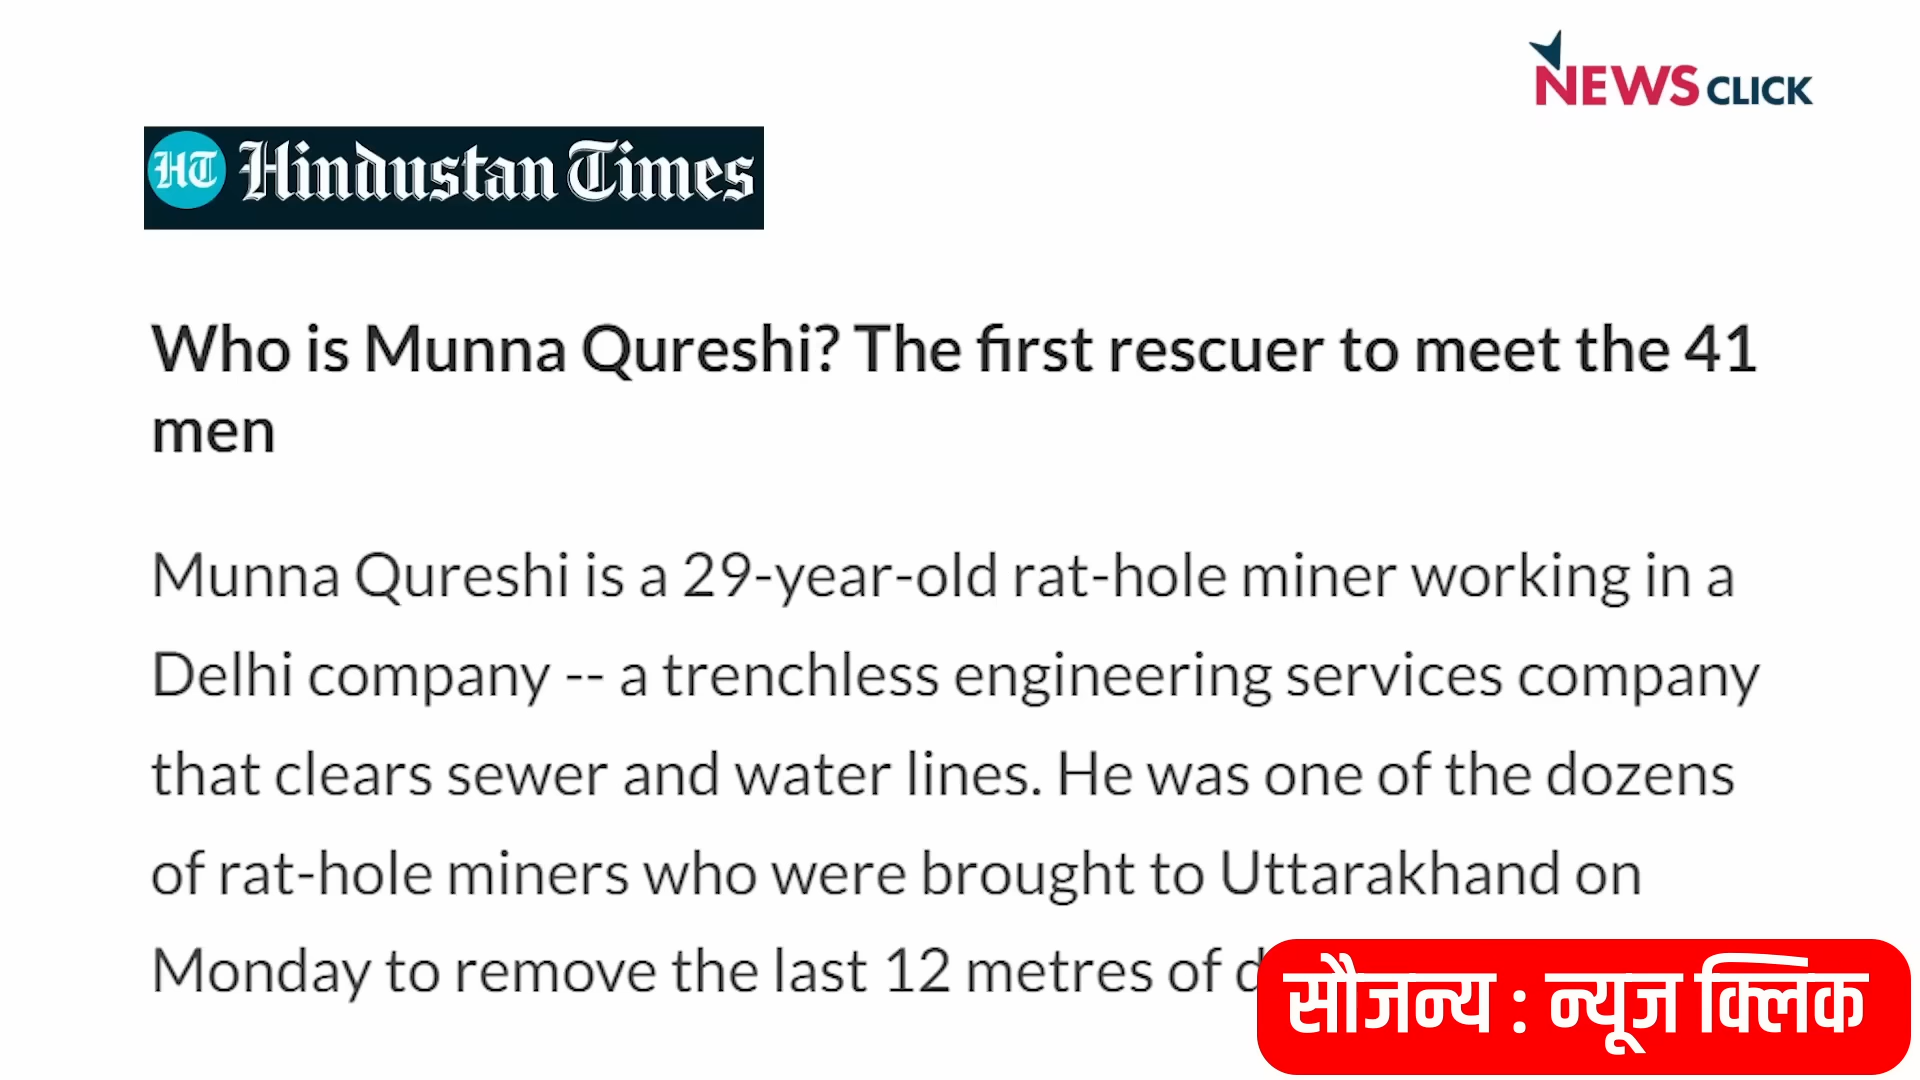 NEWS CLICK
HT Hindustan Times
Who is Munna Qureshi? The first rescuer to meet the 41
men
Munna Qureshi is a 29-year-old rat-hole miner working in a
Delhi company -- a trenchless engineering services company
that clears sewer and water lines. He was one of the dozens
of rat-hole miners who were brought to Uttarakhand on
Monday to remove the last 12 metres of
सौजन्य : न्यूज क्लिक